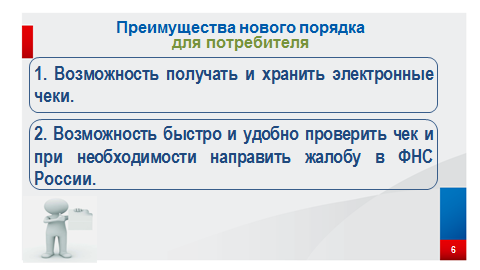 Преимущества нового порядка
для потребителя
1. Возможность получать и хранить электронные
чеки.
2. Возможность быстро и удобно проверить чек и
при необходимости направить жалобу в ФНС
России.
6